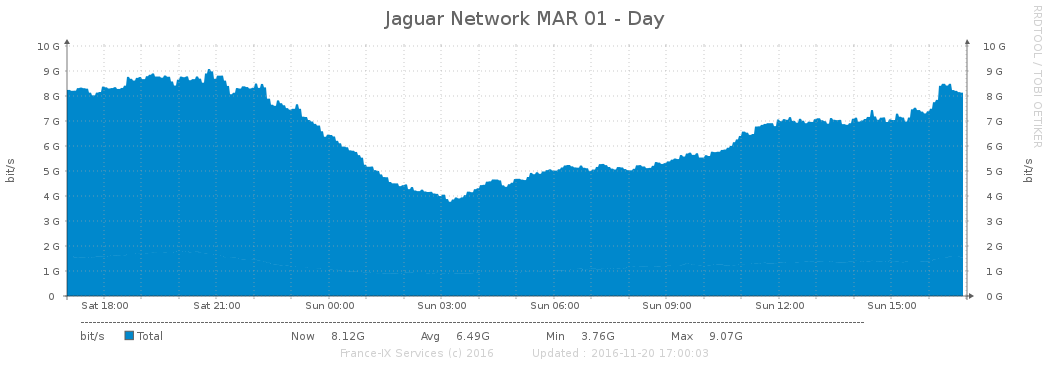 Jaguar Network MAR 01 - Day
RRDTOOL / TOBI OETIKER
10 G 10 G
9 G 9 G
8 G 8 G
7 G 7 G
6 G 6 G
5 G 5 G
4 G 4 G
3 G 3 G
2 G 2 G
1 G 1 G
0 0 G
bit/s
bit/s
Sat 18:00 Sat 21:00 Sun 00:00 Sun 03:00 Sun 06:00 Sun 09:00 Sun 12:00 Sun 15:00
bit/s Total Now 8.12G Avg 6.49G Min 3.76G Max 9.07G
France-IX Services (c) 2016 Updated : 2016-11-20 17:00:03